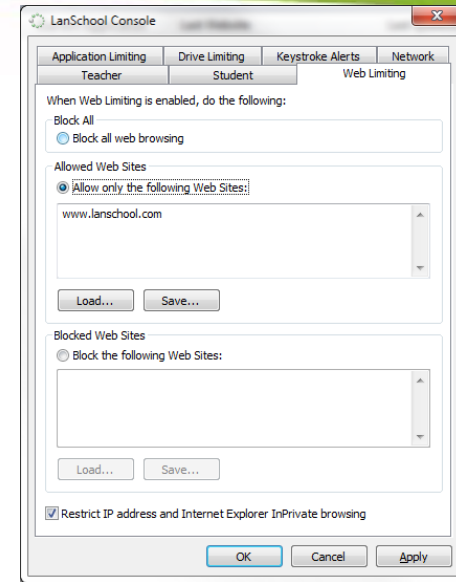 LanSchool Console
Application Limiting Drive Limiting Keystroke Alerts Network
Teacher Student Web Limiting
When Web Limiting is enabled, do the following:
Block All
Block all web browsing
Allowed Web Sites
Allow only the following Web Sites:
www.lanschool.com
Load... Save...
Blocked Web Sites
Block the following Web Sites:
Load... Save...
Restrict IP address and Internet Explorer InPrivate browsing
OK Cancel Apply